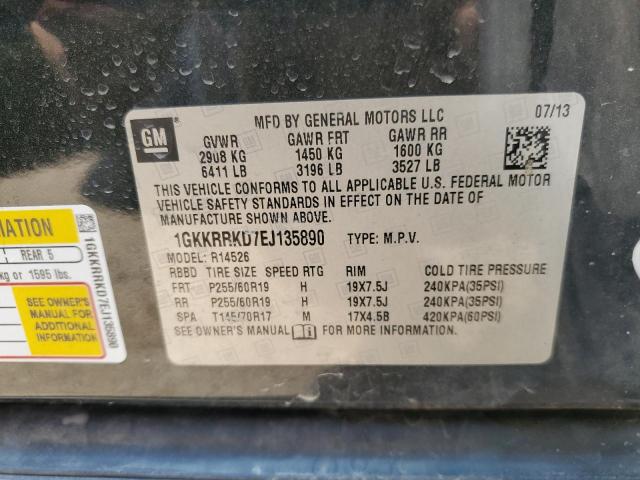 MFD BY GENERAL MOTORS LLC
07/13
GM
GVWR GAWR FRT GAWR RR
2908 KG 1450 KG 1600 KG
6411 LB 3196 LB 3527 LB
THIS VEHICLE CONFORMS TO ALL APPLICABLE U.S. FEDERAL MOTOR
VEHICLE SAFETY STANDARDS IN EFFECT ON THE DATE OF
MANUFACTURE SHOWN ABOVE.
1GKKRRKD7EJ135890 TYPE: M.P.V.
MODEL: R14526
RBBD TIRE SIZE SPEED RTG RIM COLD TIRE PRESSURE
FRT P255/60R19 H 19X7.5J 240KPA(35PSI)
RR P255/60R19 H 19X7.5J 240KPA(35PSI)
SPA T145/70R17 M 17X4.5B 420KPA(60PSI)
SEE OWNER'S MANUAL FOR MORE INFORMATION
MATION
REAR 5
kg or 1595 lbs.
SEE OWNER'S
MANUAL FOR
ADDITIONAL
INFORMATION
1GKKRRKD7EJ135890